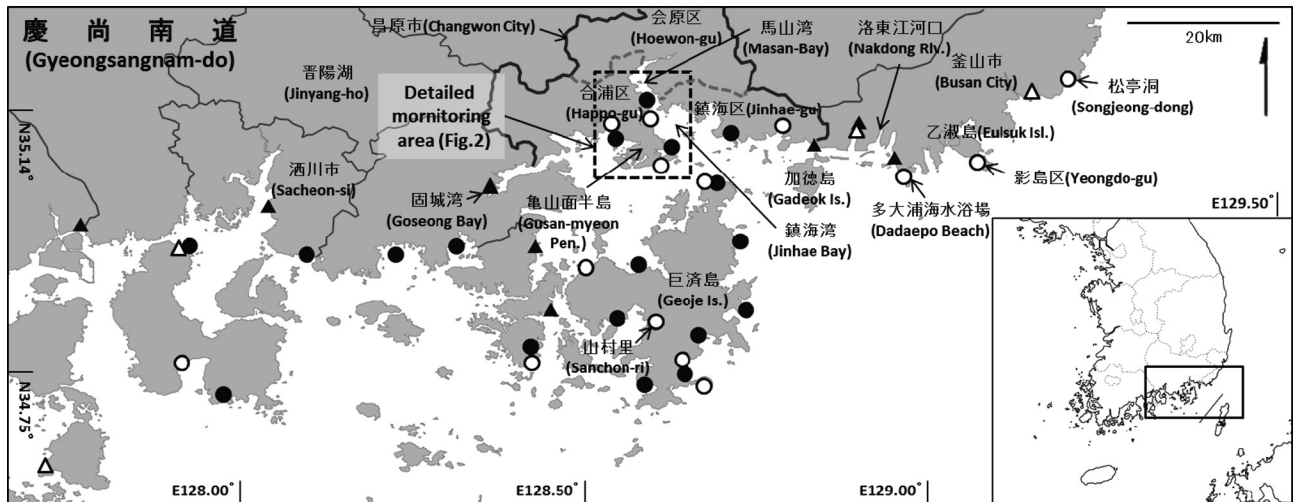 慶 尚 南 道
(Gyeongsangnam-do)
昌原市(Changwon City)
会原区
(Hoewon-gu)
馬山湾
(Masan-Bay)
洛東江河口
(Nakdong RIv.)
釜山市
(Busan City)
20km
松亭洞
(Songjeong-dong)
晋陽湖
(Jinyang-ho)
Detailed
mornitoring
area (Fig.2)
合浦区
(Happo-gu)
鎮海区(Jinhae-gu)
乙淑島(Eulsuk Isl.)
N35.14°
泗川市
(Sacheon-si)
固城湾
(Goseong Bay)
亀山面半島
(Gusan-myeon
Pen.)
加徳島
(Gadeok Is.)
鎮海湾
(Jinhae Bay)
多大浦海水浴場
(Dadaepo Beach)
影島区(Yeongdo-gu)
E129.50°
巨済島
(Geoje Is.)
山村里
(Sanchon-ri)
N34.75°
E128.00°
E128.50°
E129.00°